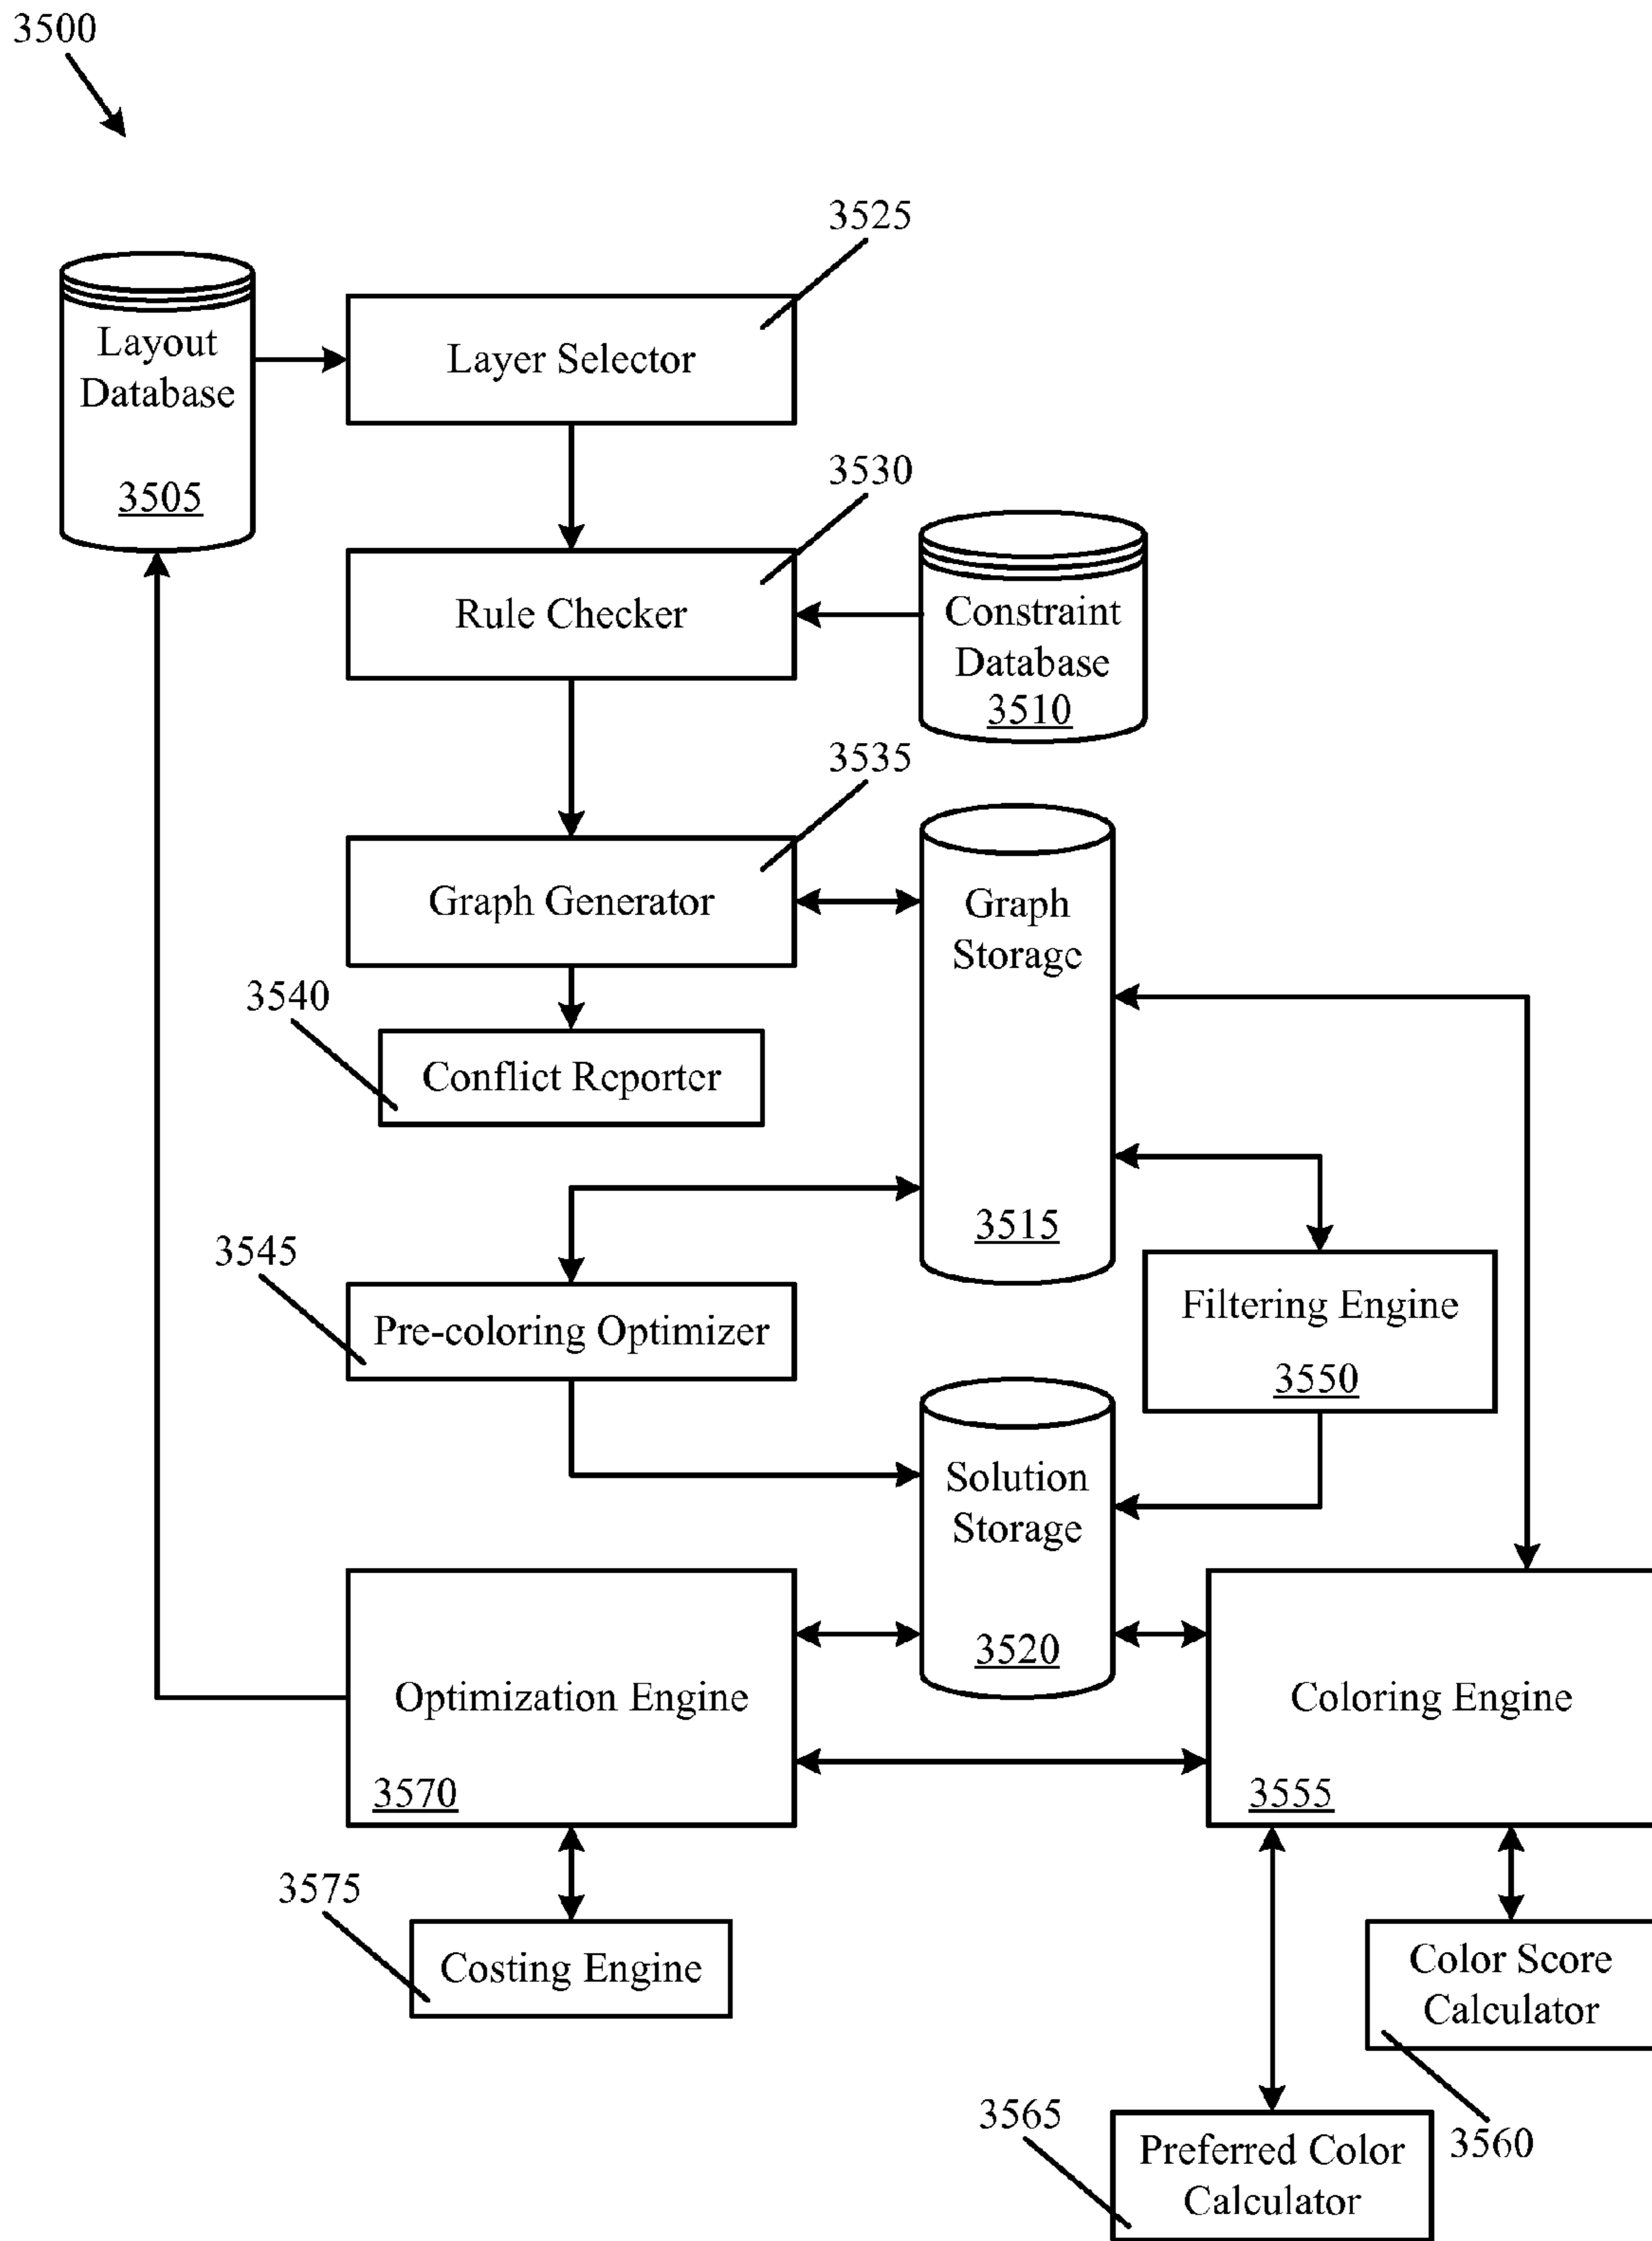 3500
3525
Layout
Database
3505
Layer Selector
3530
Rule Checker
Constraint
Database
3510
3535
Graph Generator
Graph
Storage
3515
3540
Conflict Reporter
3545
Pre-coloring Optimizer
Filtering Engine
3550
Solution
Storage
3520
Optimization Engine
3570
Coloring Engine
3555
3575
Costing Engine
Color Score
Calculator
3560
3565
Preferred Color
Calculator